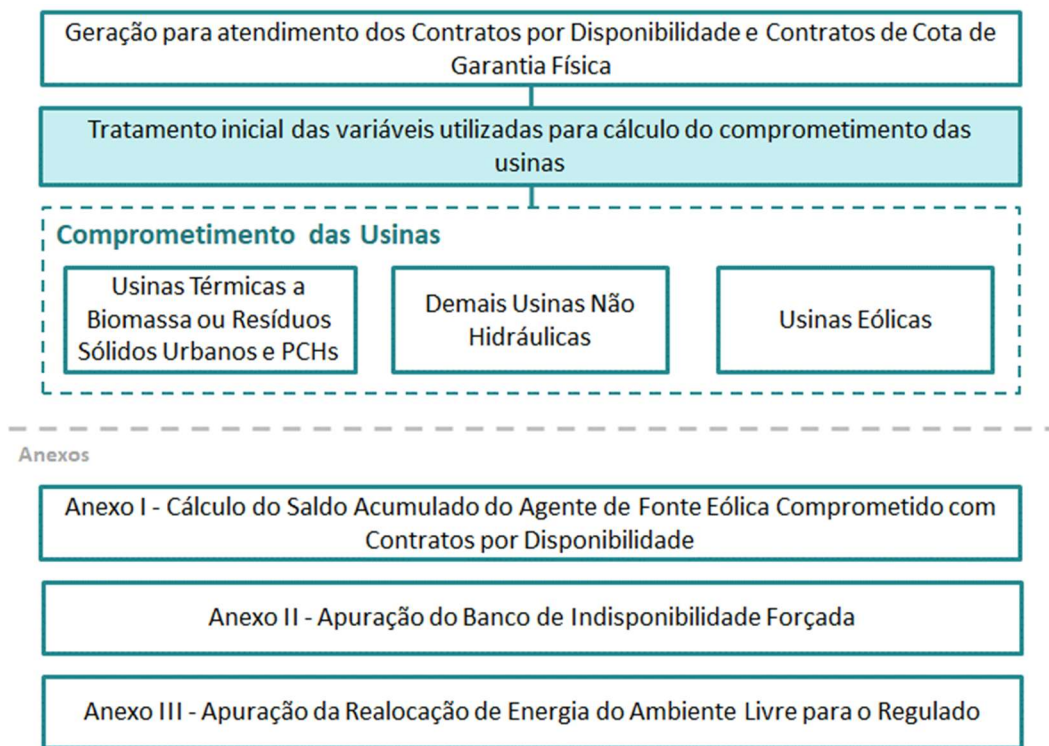 Geração para atendimento dos Contratos por Disponibilidade e Contratos de Cota de
Garantia Física
Tratamento inicial das variáveis utilizadas para cálculo do comprometimento das
usinas
Comprometimento das Usinas
Usinas Térmicas a
Biomassa ou Resíduos
Sólidos Urbanos e PCHs
Demais Usinas Não
Hidráulicas
Usinas Eólicas
Anexos
Anexo I - Cálculo do Saldo Acumulado do Agente de Fonte Eólica Comprometido com
Contratos por Disponibilidade
Anexo II - Apuração do Banco de Indisponibilidade Forçada
Anexo III - Apuração da Realocação de Energia do Ambiente Livre para o Regulado